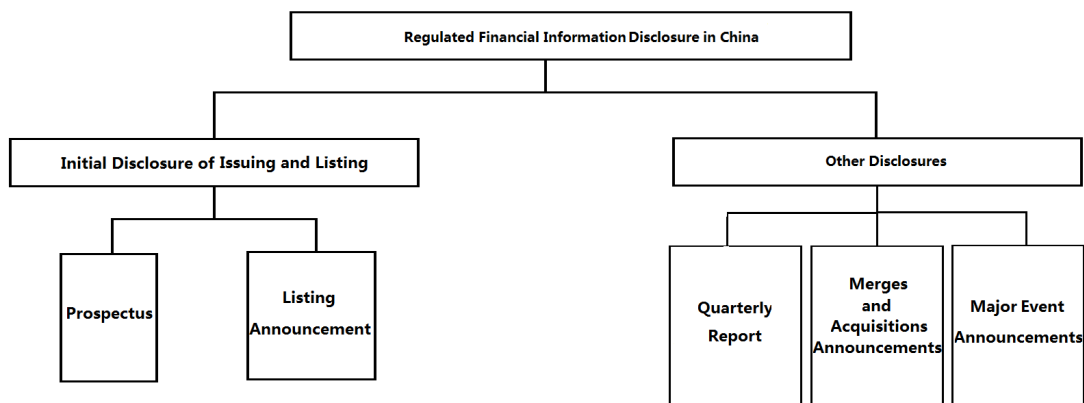 Regulated Financial Information Disclosure in China
Initial Disclosure of Issuing and Listing
Other Disclosures
Prospectus
Listing
Announcement
Quarterly
Report
Merges
and
Acquisitions
Announcements
Major Event
Announcements